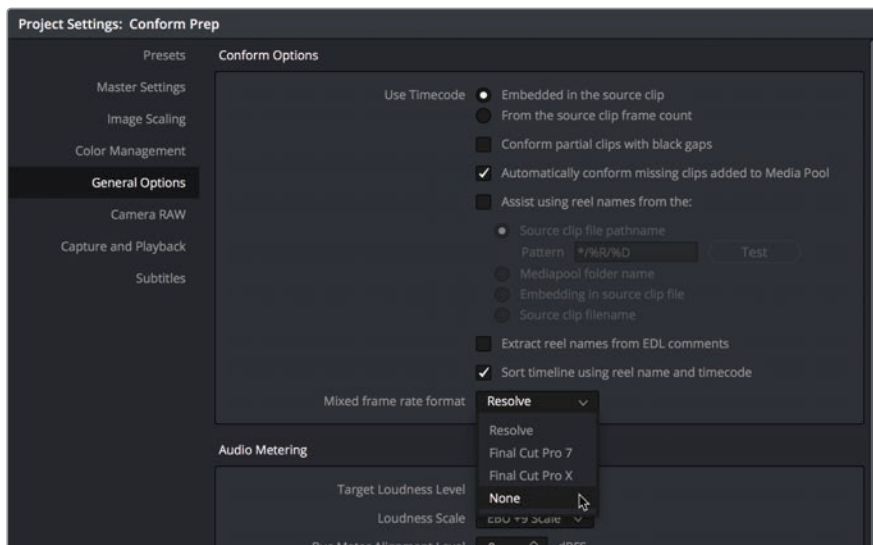 Project Settings: Conform Prep
Presets
Master Settings
Image Scaling
Color Management
General Options
Camera RAW
Capture and Playback
Subtitles
Conform Options
Use Timecode
Embedded in the source clip
From the source clip frame count
Conform partial clips with black gaps
Automatically conform missing clips added to Media Pool
Assist using reel names from the:
Source clip file pathname
Pattern */%R/%D Test
Mediapool folder name
Embedding in source clip file
Source clip filename
Extract reel names from EDL comments
Sort timeline using reel name and timecode
Mixed frame rate format Resolve
Resolve
Final Cut Pro 7
Final Cut Pro X
None
Audio Metering
Target Loudness Level
Loudness Scale EBU +9 Scale